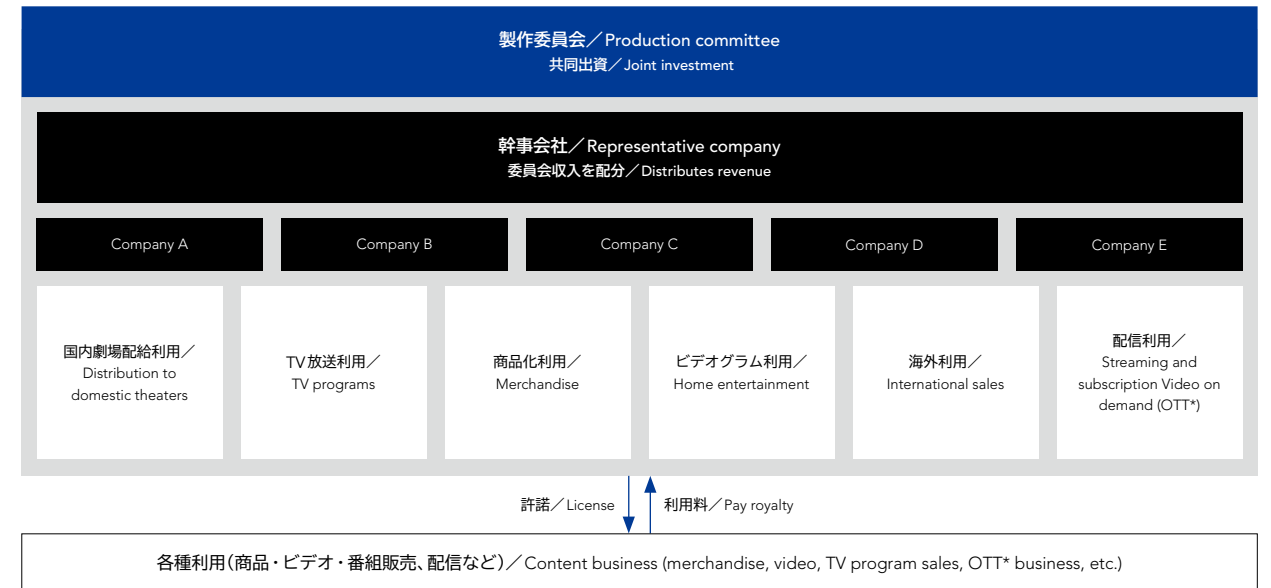 製作委員会／Production committee
共同出資／Joint investment
幹事会社／Representative company
委員会収入を配分／Distributes revenue
Company A
Company B
Company C
Company D
Company E
国内劇場配給利用／
Distribution to
domestic theaters
TV放送利用／
TV programs
商品化利用／
Merchandise
ビデオグラム利用／
Home entertainment
海外利用／
International sales
配信利用／
Streaming and
subscription Video on
demand (OTT*)
許諾／License
利用料／Pay royalty
各種利用（商品・ビデオ・番組販売、配信など）／Content business (merchandise, video, TV program sales, OTT* business, etc.)